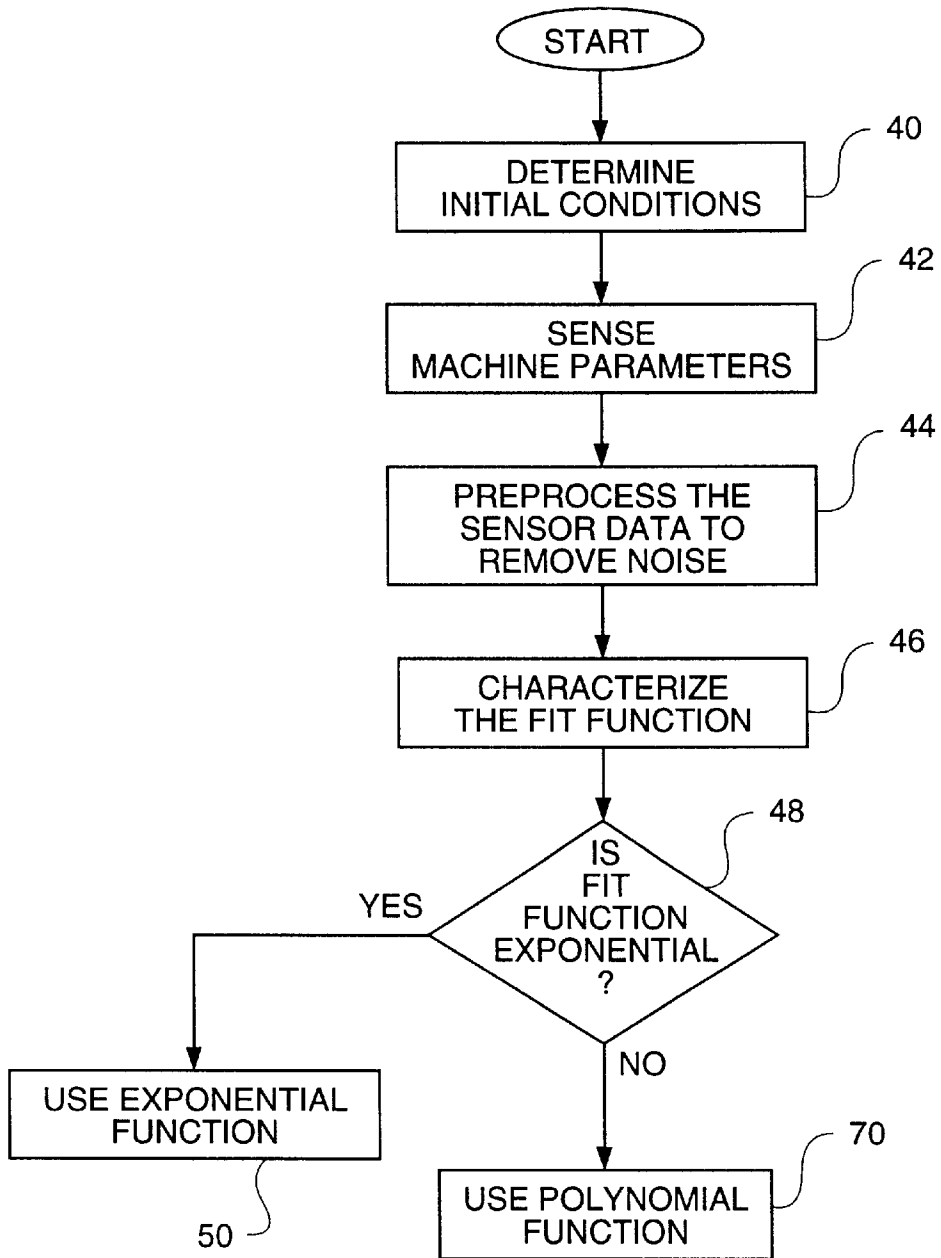 START
40
DETERMINE
INITIAL CONDITIONS
42
SENSE
MACHINE PARAMETERS
44
PREPROCESS THE
SENSOR DATA TO
REMOVE NOISE
46
CHARACTERIZE
THE FIT FUNCTION
48
IS
FIT
FUNCTION
EXPONENTIAL
?
YES
NO
USE EXPONENTIAL
FUNCTION
50
70
USE POLYNOMIAL
FUNCTION